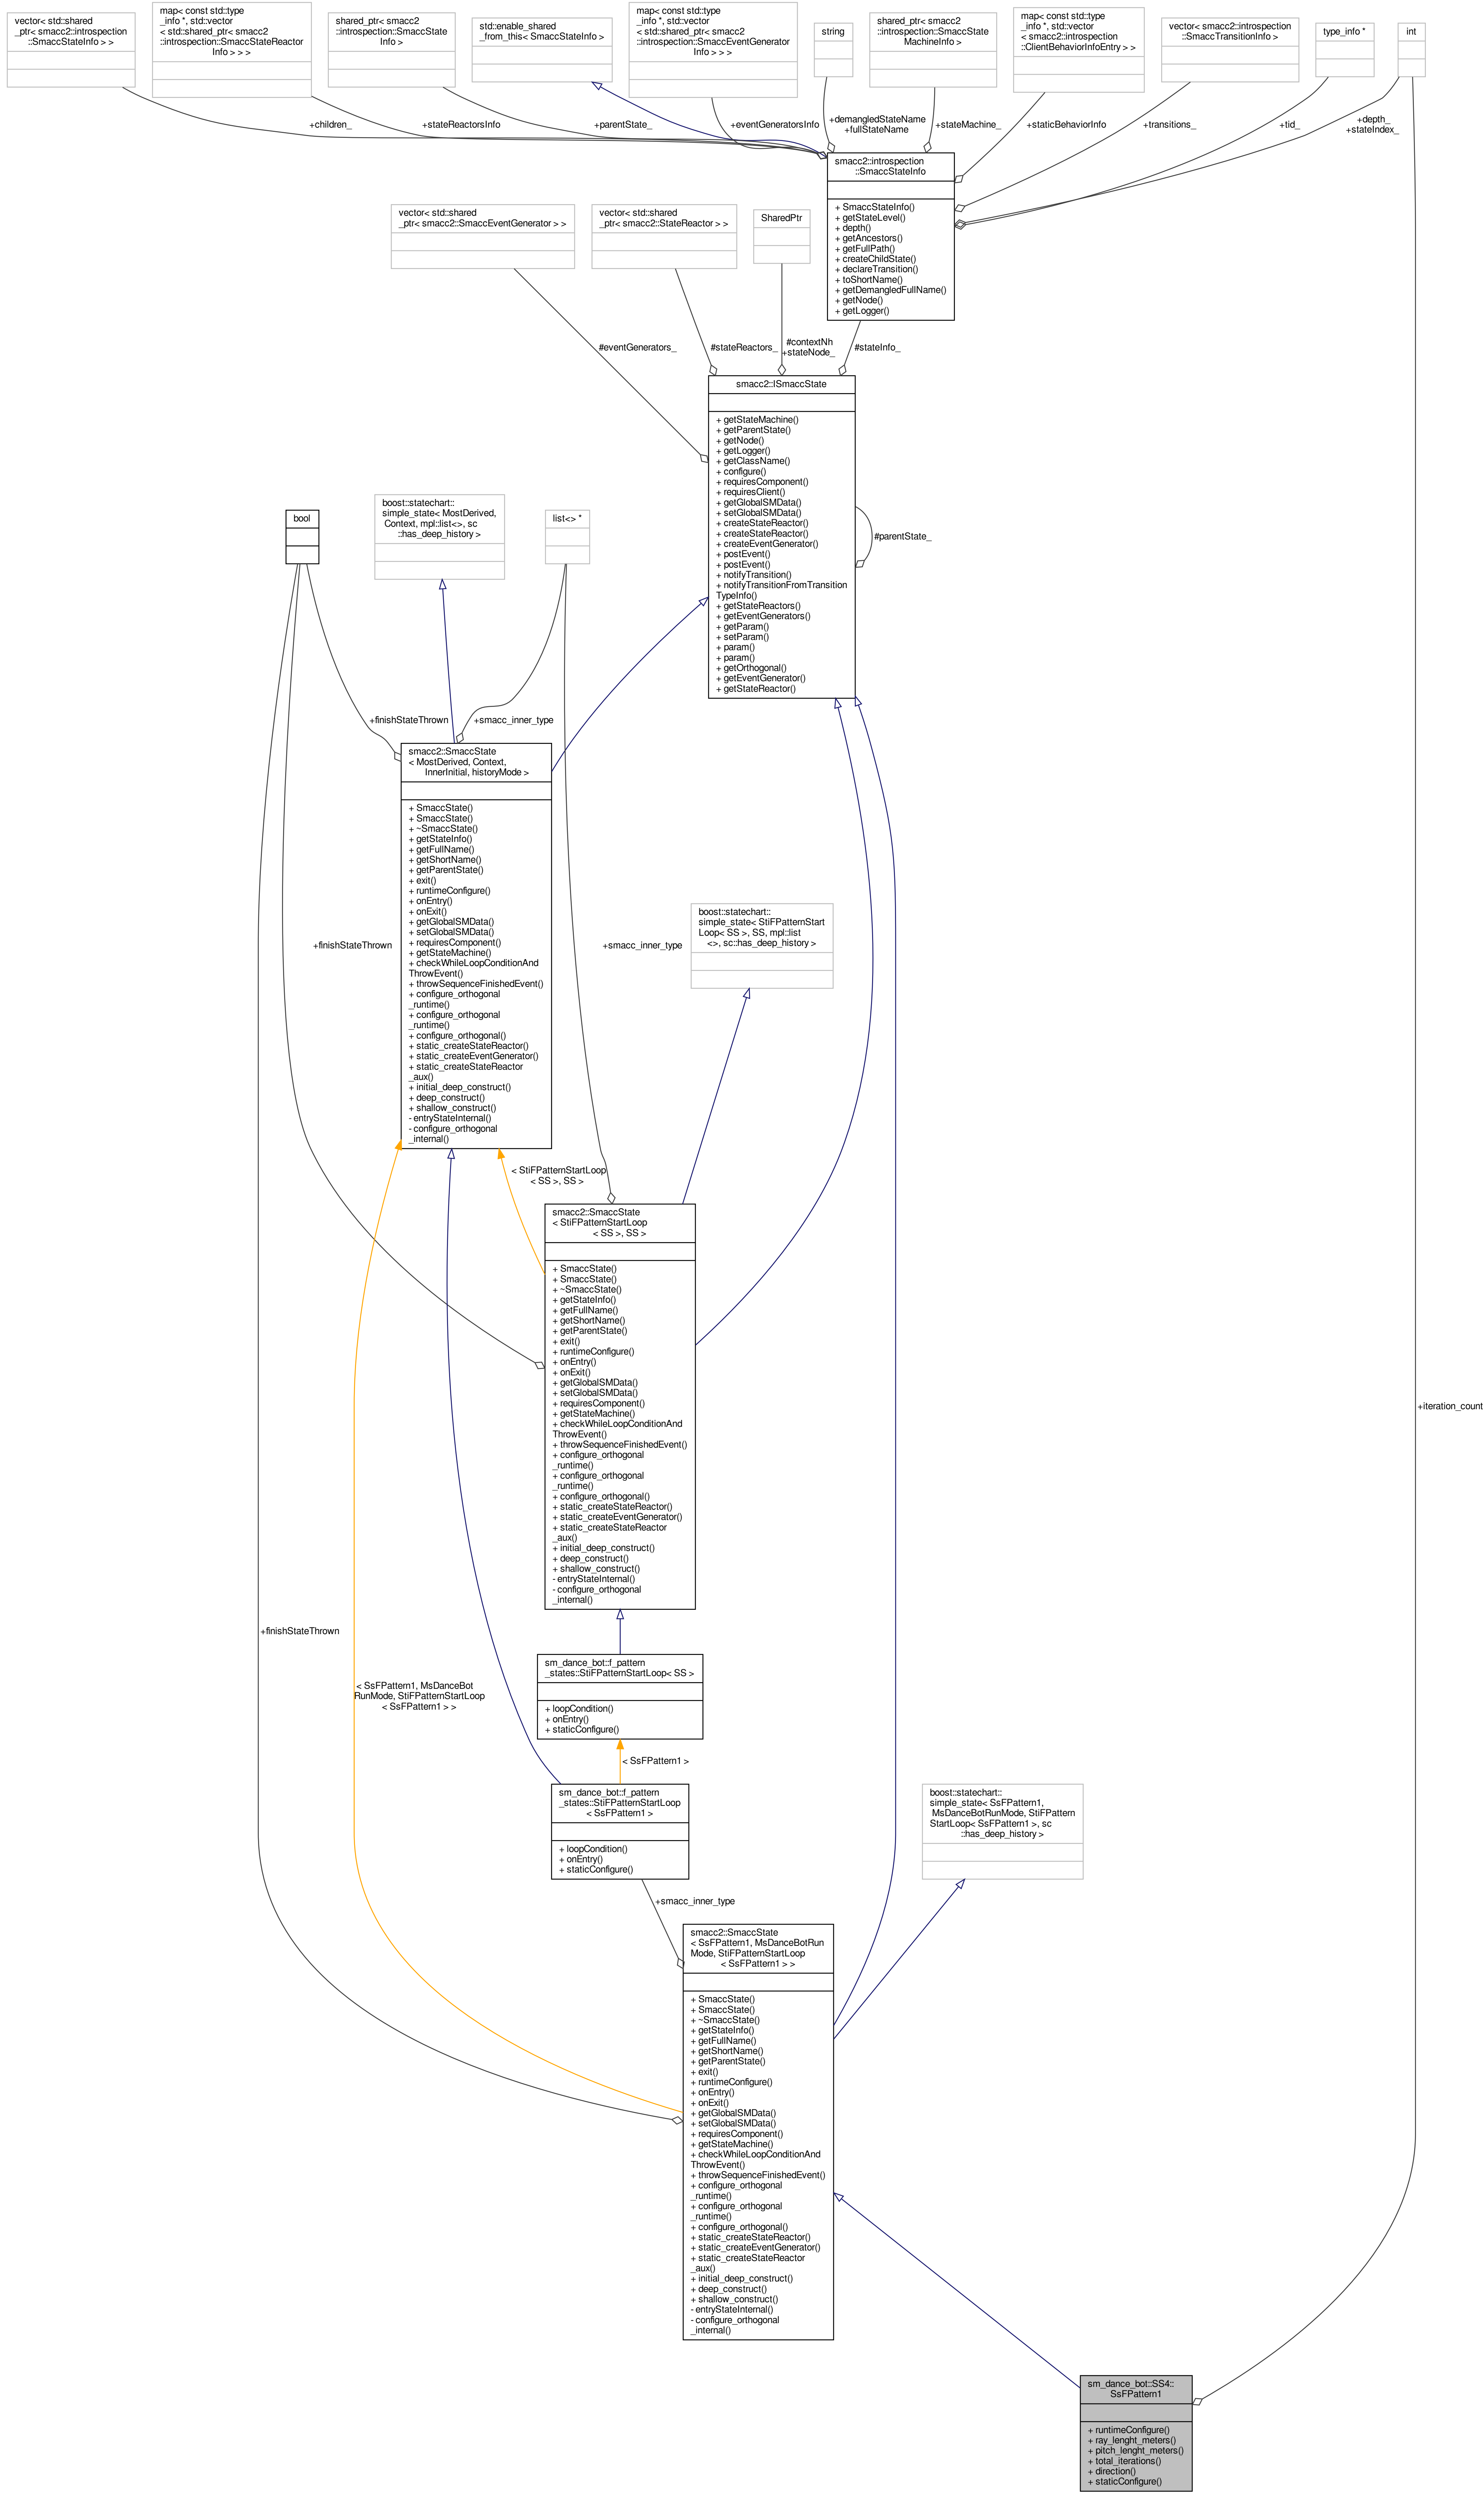 vector< std::shared
_ptr< smacc2::introspection
::SmaccStateInfo > >
map< const std::type
_info *, std::vector
< std::shared_ptr< smacc2
::introspection::SmaccStateReactor
Info > > >
shared_ptr< smacc2
::introspection::SmaccState
Info >
std::enable_shared
_from_this< SmaccStateInfo >
map< const std::type
_info *, std::vector
< std::shared_ptr< smacc2
::introspection::SmaccEventGenerator
Info > > >
string
shared_ptr< smacc2
::introspection::SmaccState
MachineInfo >
map< const std::type
_info *, std::vector
< smacc2::introspection
::ClientBehaviorInfoEntry > >
vector< smacc2::introspection
::SmaccTransitionInfo >
type_info *
int
+children_
+stateReactorsInfo
+parentState_
+eventGeneratorsInfo
+demangledStateName
+fullStateName
+stateMachine_
+staticBehaviorInfo
+transitions_
+tid_
+depth_
+stateIndex_
smacc2::introspection
::SmaccStateInfo
+ SmaccStateInfo()
+ getStateLevel()
+ depth()
+ getAncestors()
+ getFullPath()
+ createChildState()
+ declareTransition()
+ toShortName()
+ getDemangledFullName()
+ getNode()
+ getLogger()
vector< std::shared
_ptr< smacc2::SmaccEventGenerator > >
vector< std::shared
_ptr< smacc2::StateReactor > >
SharedPtr
#eventGenerators_
#stateReactors_
#contextNh
+stateNode_
#stateInfo_
smacc2::ISmaccState
+ getStateMachine()
+ getParentState()
+ getNode()
+ getLogger()
+ getClassName()
+ configure()
+ requiresComponent()
+ requiresClient()
+ getGlobalSMData()
+ setGlobalSMData()
+ createStateReactor()
+ createStateReactor()
+ createEventGenerator()
+ postEvent()
+ postEvent()
+ notifyTransition()
+ notifyTransitionFromTransition
TypeInfo()
+ getStateReactors()
+ getEventGenerators()
+ getParam()
+ setParam()
+ param()
+ param()
+ getOrthogonal()
+ getEventGenerator()
+ getStateReactor()
#parentState_
bool
boost::statechart::
simple_state< MostDerived,
Context, mpl::list<>, sc
::has_deep_history >
list<> *
+finishStateThrown
+smacc_inner_type
smacc2::SmaccState
< MostDerived, Context,
InnerInitial, historyMode >
+ SmaccState()
+ SmaccState()
+ ~SmaccState()
+ getStateInfo()
+ getFullName()
+ getShortName()
+ getParentState()
+ exit()
+ runtimeConfigure()
+ onEntry()
+ onExit()
+ getGlobalSMData()
+ setGlobalSMData()
+ requiresComponent()
+ getStateMachine()
+ checkWhileLoopConditionAnd
ThrowEvent()
+ throwSequenceFinishedEvent()
+ configure_orthogonal
_runtime()
+ configure_orthogonal
_runtime()
+ configure_orthogonal()
+ static_createStateReactor()
+ static_createEventGenerator()
+ static_createStateReactor
_aux()
+ initial_deep_construct()
+ deep_construct()
+ shallow_construct()
- entryStateInternal()
- configure_orthogonal
_internal()
boost::statechart::
simple_state< StiFPatternStart
Loop< SS >, SS, mpl::list
<>, sc::has_deep_history >
+finishStateThrown
+smacc_inner_type
< StiFPatternStartLoop
< SS >, SS >
smacc2::SmaccState
< StiFPatternStartLoop
< SS >, SS >
+ SmaccState()
+ SmaccState()
+ ~SmaccState()
+ getStateInfo()
+ getFullName()
+ getShortName()
+ getParentState()
+ exit()
+ runtimeConfigure()
+ onEntry()
+ onExit()
+ getGlobalSMData()
+ setGlobalSMData()
+ requiresComponent()
+ getStateMachine()
+ checkWhileLoopConditionAnd
ThrowEvent()
+ throwSequenceFinishedEvent()
+ configure_orthogonal
_runtime()
+ configure_orthogonal
_runtime()
+ configure_orthogonal()
+ static_createStateReactor()
+ static_createEventGenerator()
+ static_createStateReactor
_aux()
+ initial_deep_construct()
+ deep_construct()
+ shallow_construct()
- entryStateInternal()
- configure_orthogonal
_internal()
+iteration_count
+finishStateThrown
< SsFPattern1, MsDanceBot
RunMode, StiFPatternStartLoop
< SsFPattern1 > >
sm_dance_bot::f_pattern
_states::StiFPatternStartLoop< SS >
+ loopCondition()
+ onEntry()
+ staticConfigure()
< SsFPattern1 >
sm_dance_bot::f_pattern
_states::StiFPatternStartLoop
< SsFPattern1 >
+ loopCondition()
+ onEntry()
+ staticConfigure()
boost::statechart::
simple_state< SsFPattern1,
MsDanceBotRunMode, StiFPattern
StartLoop< SsFPattern1 >, sc
::has_deep_history >
+smacc_inner_type
smacc2::SmaccState
< SsFPattern1, MsDanceBotRun
Mode, StiFPatternStartLoop
< SsFPattern1 > >
+ SmaccState()
+ SmaccState()
+ ~SmaccState()
+ getStateInfo()
+ getFullName()
+ getShortName()
+ getParentState()
+ exit()
+ runtimeConfigure()
+ onEntry()
+ onExit()
+ getGlobalSMData()
+ setGlobalSMData()
+ requiresComponent()
+ getStateMachine()
+ checkWhileLoopConditionAnd
ThrowEvent()
+ throwSequenceFinishedEvent()
+ configure_orthogonal
_runtime()
+ configure_orthogonal
_runtime()
+ configure_orthogonal()
+ static_createStateReactor()
+ static_createEventGenerator()
+ static_createStateReactor
_aux()
+ initial_deep_construct()
+ deep_construct()
+ shallow_construct()
- entryStateInternal()
- configure_orthogonal
_internal()
sm_dance_bot::SS4::
SsFPattern1
+ runtimeConfigure()
+ ray_lenght_meters()
+ pitch_lenght_meters()
+ total_iterations()
+ direction()
+ staticConfigure()